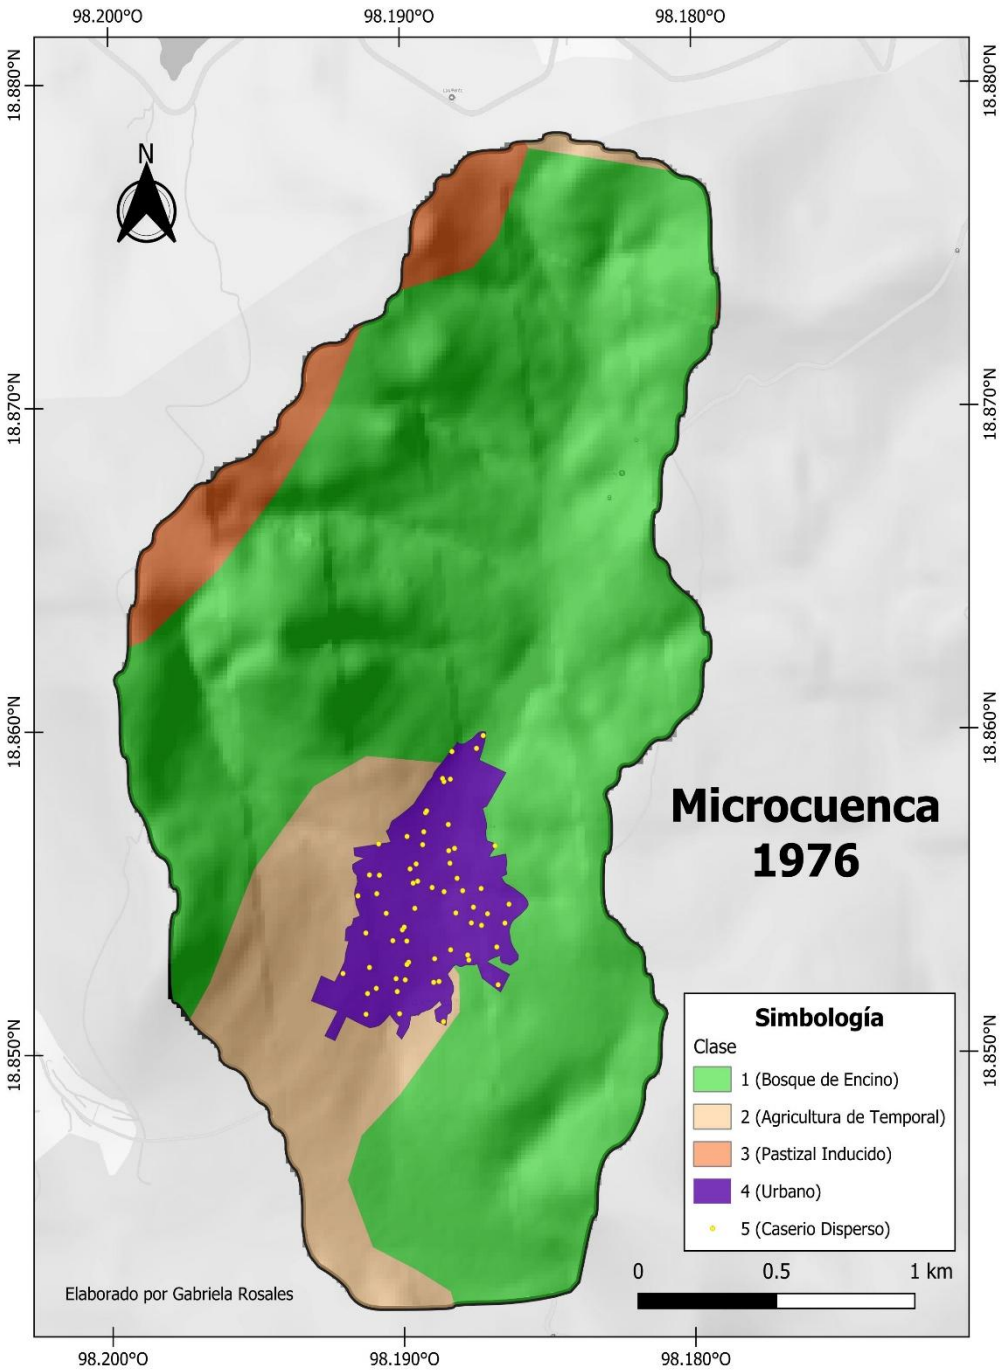 98.200°O 98.190°O 98.180°O
18.880°N 18.880°N
N
18.870°N 18.870°N
18.860°N 18.860°N
Microcuenca
1976
18.850°N 18.850°N
Simbología
Clase
1 (Bosque de Encino)
2 (Agricultura de Temporal)
3 (Pastizal Inducido)
4 (Urbano)
5 (Caserio Disperso)
0 0.5 1 km
Elaborado por Gabriela Rosales
98.200°O 98.190°O 98.180°O